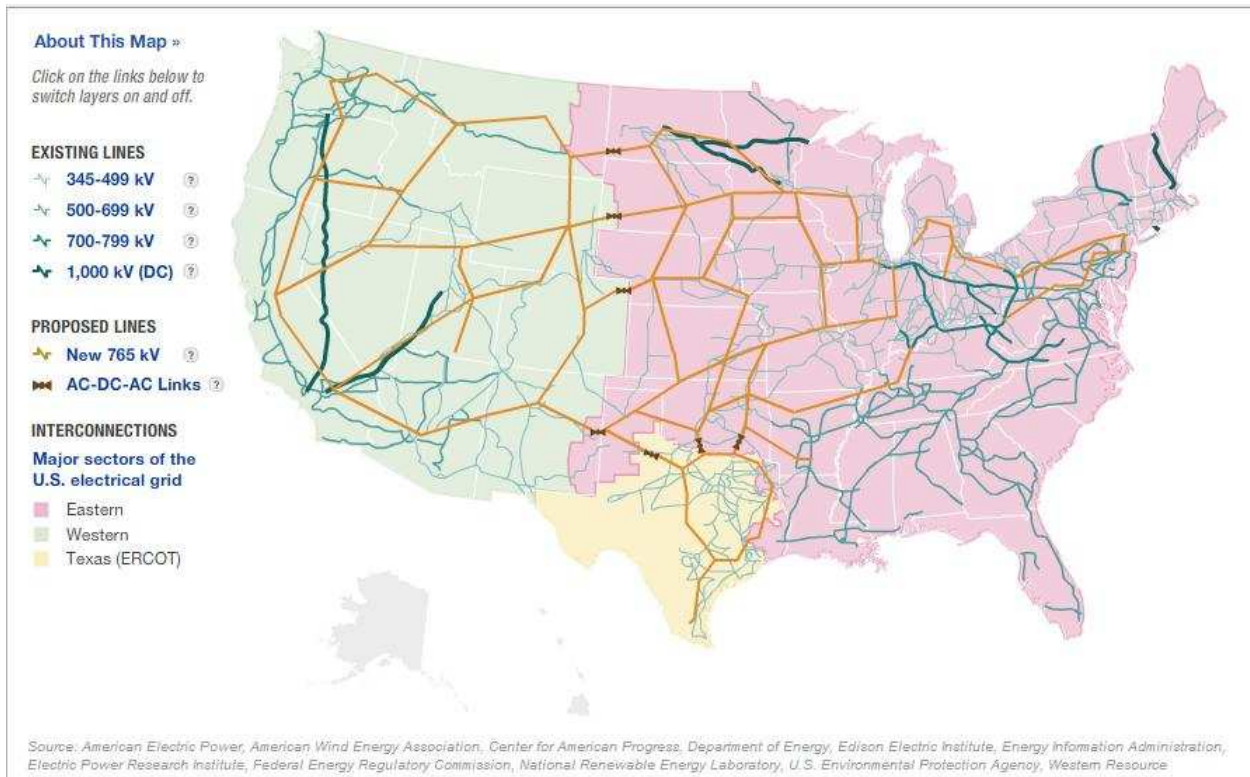 About This Map »
Click on the links below to
switch layers on and off.
EXISTING LINES
345-499 kV ?
500-699 kV ?
700-799 kV ?
1,000 kV (DC) ?
PROPOSED LINES
New 765 kV ?
AC-DC-AC Links ?
INTERCONNECTIONS
Major sectors of the
U.S. electrical grid
Eastern
Western
Texas (ERCOT)
Source: American Electric Power, American Wind Energy Association, Center for American Progress, Department of Energy, Edison Electric Institute, Energy Information Administration,
Electric Power Research Institute, Federal Energy Regulatory Commission, National Renewable Energy Laboratory, U.S. Environmental Protection Agency, Western Resource